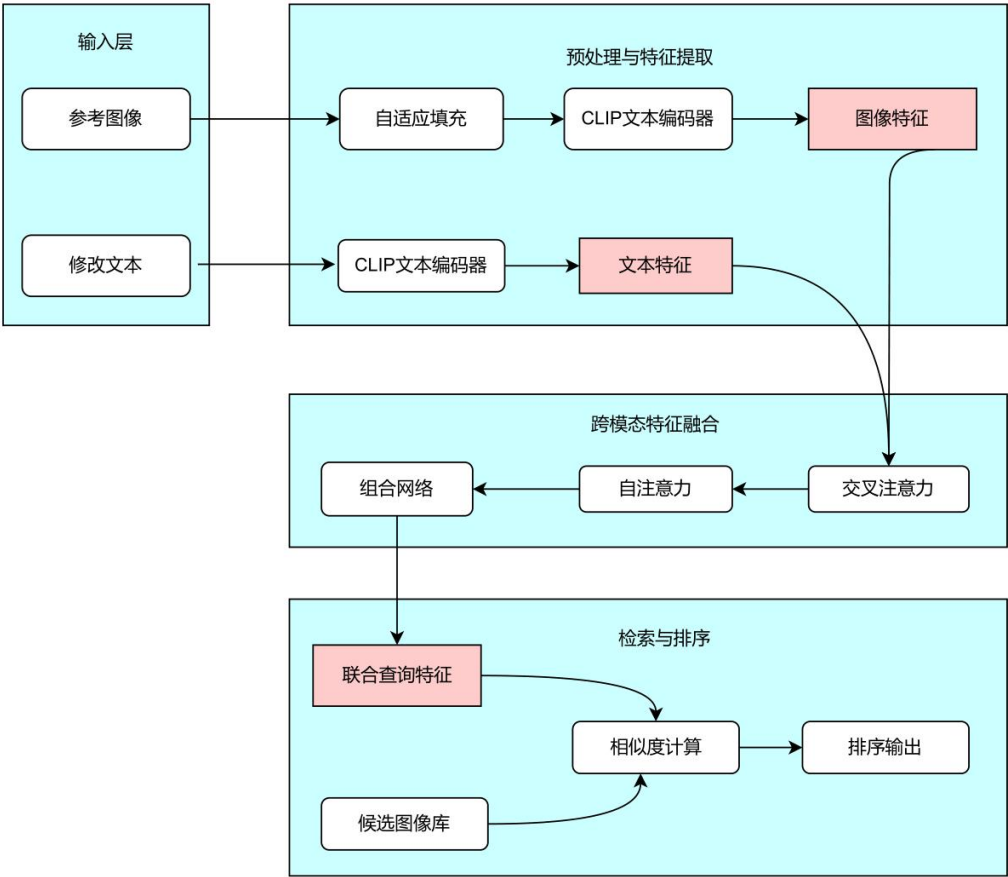 输入层
参考图像
修改文本
预处理与特征提取
自适应填充
CLIP文本编码器
图像特征
CLIP文本编码器
文本特征
跨模态特征融合
组合网络
自注意力
交叉注意力
检索与排序
联合查询特征
相似度计算
排序输出
候选图像库